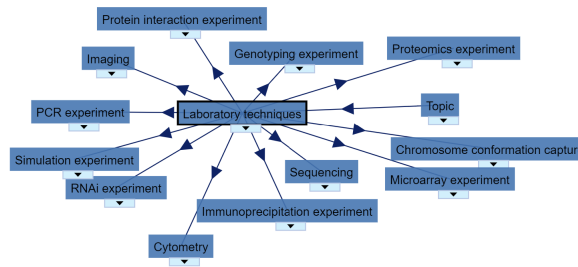 Protein interaction experiment
Proteomics experiment
Genotyping experiment
Imaging
Topic
PCR experiment
Laboratory techniques
Chromosome conformation captur
Simulation experiment
Sequencing
Microarray experiment
RNAi experiment
Immunoprecipitation experiment
Cytometry